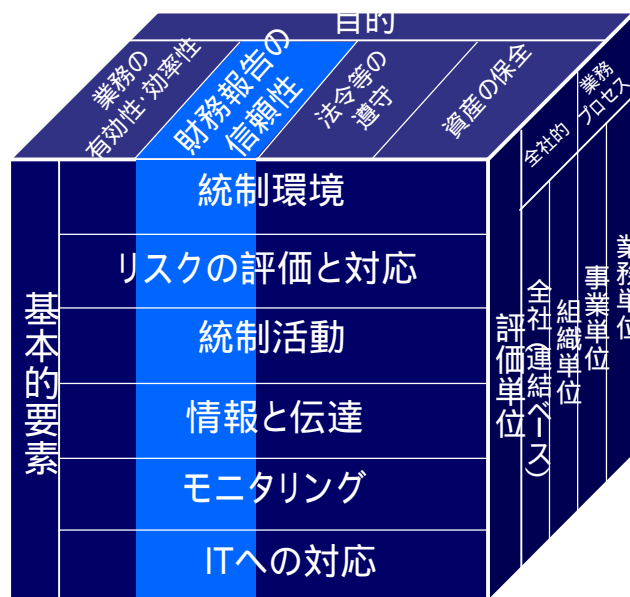 目的
業務の
有効性・効率性
財務報告の
信頼性
法令等の
遵守
資産の保全
全社的
業務
プロセス
基本的要素
統制環境
リスクの評価と対応
統制活動
情報と伝達
モニタリング
ITへの対応
評価単位
全社(連結ベース)
組織単位
事業単位
業務単位